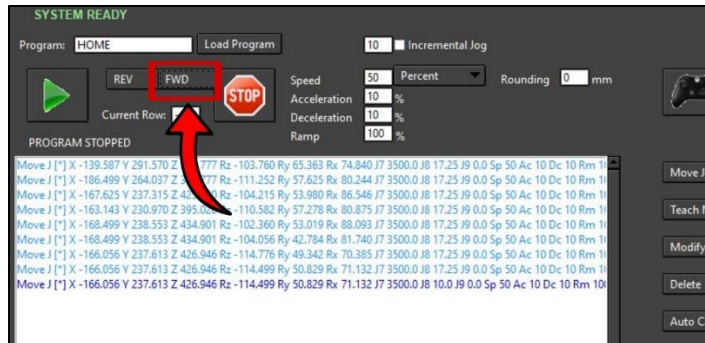 SYSTEM READY
Program: HOME Load Program 10 Incremental Jog
REV FWD STOP Speed 50 Percent Rounding 0 mm
Acceleration 10 %
Current Row: Deceleration 10 %
Ramp 100 %
PROGRAM STOPPED
Move J [*] X -139.587 Y 291.570 Z 777 Rz -103.760 Ry 65.363 Rx 74.840 J7 3500.0 J8 17.25 J9 0.0 Sp 50 Ac 10 Dc 10 Rm
Move J [*] X -186.499 Y 264.037 Z Rz -111.252 Ry 57.625 Rx 80.244 J7 3500.0 J8 17.25 J9 0.0 Sp 50 Ac 10 Dc 10 Rm
Move J [*] X -167.625 Y 237.315 Z Rz -104.215 Ry 53.980 Rx 86.546 J7 3500.0 J8 17.25 J9 0.0 Sp 50 Ac 10 Dc 10 Rm
Move J [*] X -163.143 Y 230.970 Z 395.02 -110.582 Ry 57.278 Rx 80.875 J7 3500.0 J8 17.25 J9 0.0 Sp 50 Ac 10 Dc 10 Rm
Move J [*] X -168.499 Y 238.553 Z 434.901 Rz -102.360 Ry 53.019 Rx 88.093 J7 3500.0 J8 17.25 J9 0.0 Sp 50 Ac 10 Dc 10 Rm
Move J [*] X -168.499 Y 238.553 Z 434.901 Rz -104.056 Ry 42.784 Rx 81.740 J7 3500.0 J8 17.25 J9 0.0 Sp 50 Ac 10 Dc 10 Rm
Move J [*] X -166.056 Y 237.613 Z 426.946 Rz -114.776 Ry 49.342 Rx 70.385 J7 3500.0 J8 17.25 J9 0.0 Sp 50 Ac 10 Dc 10 Rm
Move J [*] X -166.056 Y 237.613 Z 426.946 Rz -114.499 Ry 50.829 Rx 71.132 J7 3500.0 J8 17.25 J9 0.0 Sp 50 Ac 10 Dc 10 Rm
Move J [*] X -166.056 Y 237.613 Z 426.946 Rz -114.499 Ry 50.829 Rx 71.132 J7 3500.0 J8 10.0 J9 0.0 Sp 50 Ac 10 Dc 10 Rm 10
Move J
Teach
Modify
Delete
Auto C